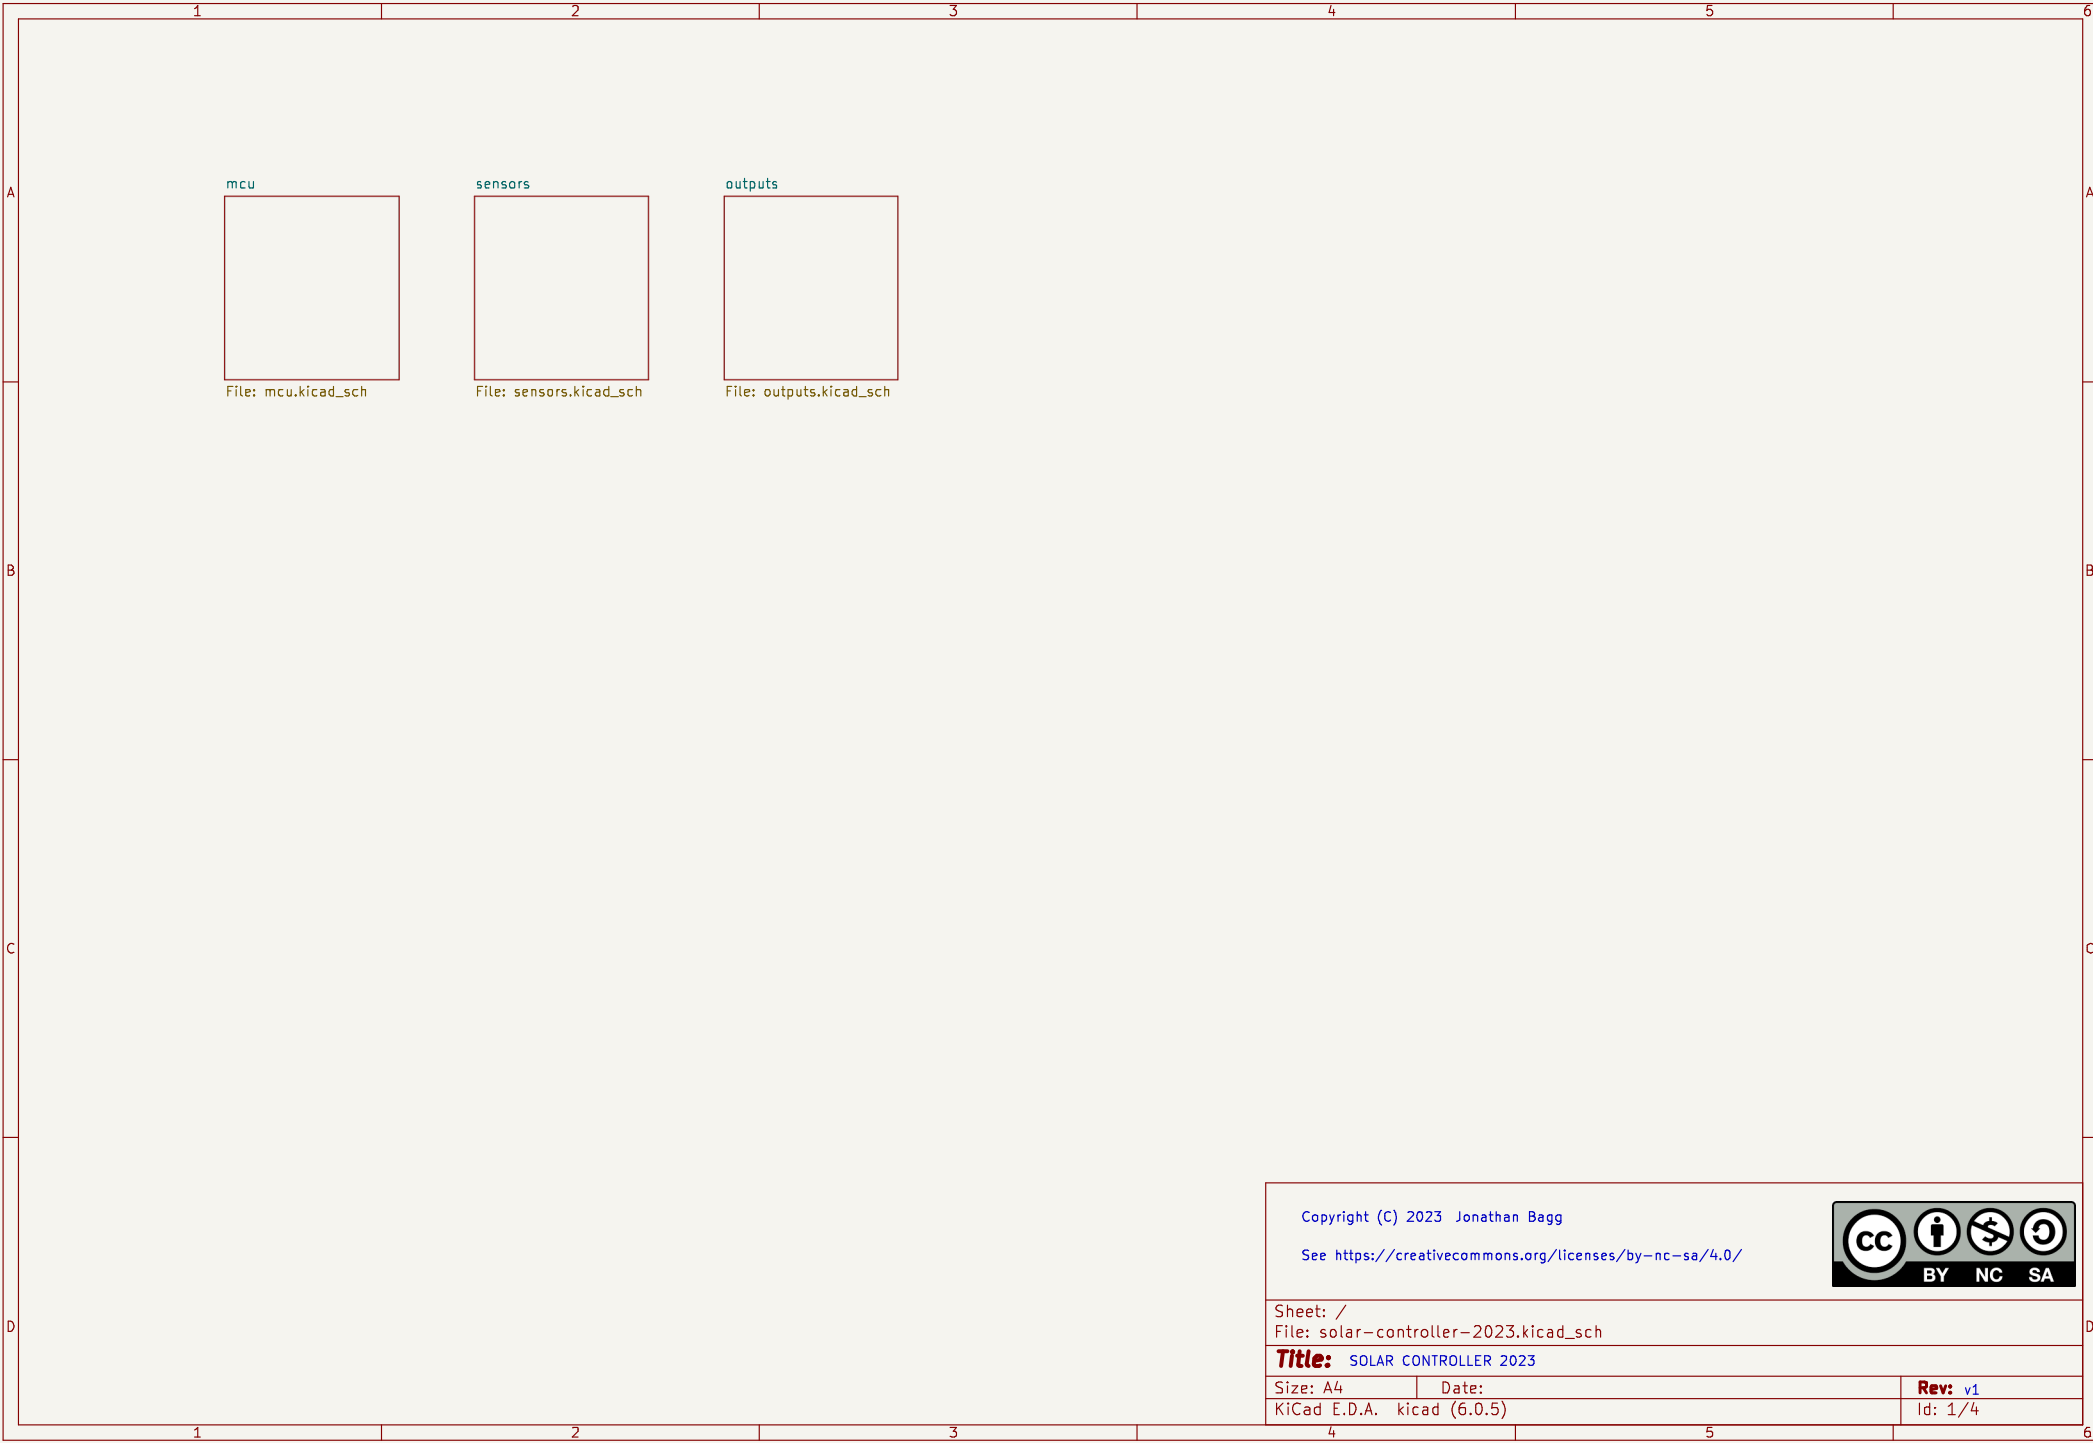 1 2 3 4 5 6
mcu sensors outputs
A A
File: mcu.kicad_sch File: sensors.kicad_sch File: outputs.kicad_sch
B B
C C
Copyright (C) 2023 Jonathan Bagg
See https://creativecommons.org/licenses/by-nc-sa/4.0/
cc
BY NC SA
Sheet: /
File: solar-controller-2023.kicad_sch
D D
Title: SOLAR CONTROLLER 2023
Size: A4 Date: Rev: v1
KiCad E.D.A. kicad (6.0.5) Id: 1/4
1 2 3 4 5 6